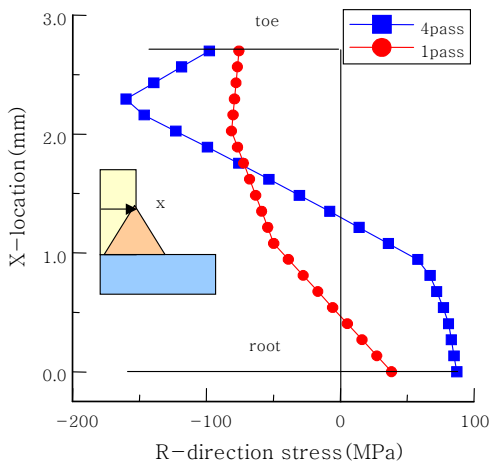 toe
4pass
1pass
3.0
2.0
1.0
0.0
X-location(mm)
x
root
-200
-100
0
100
R-direction stress(MPa)